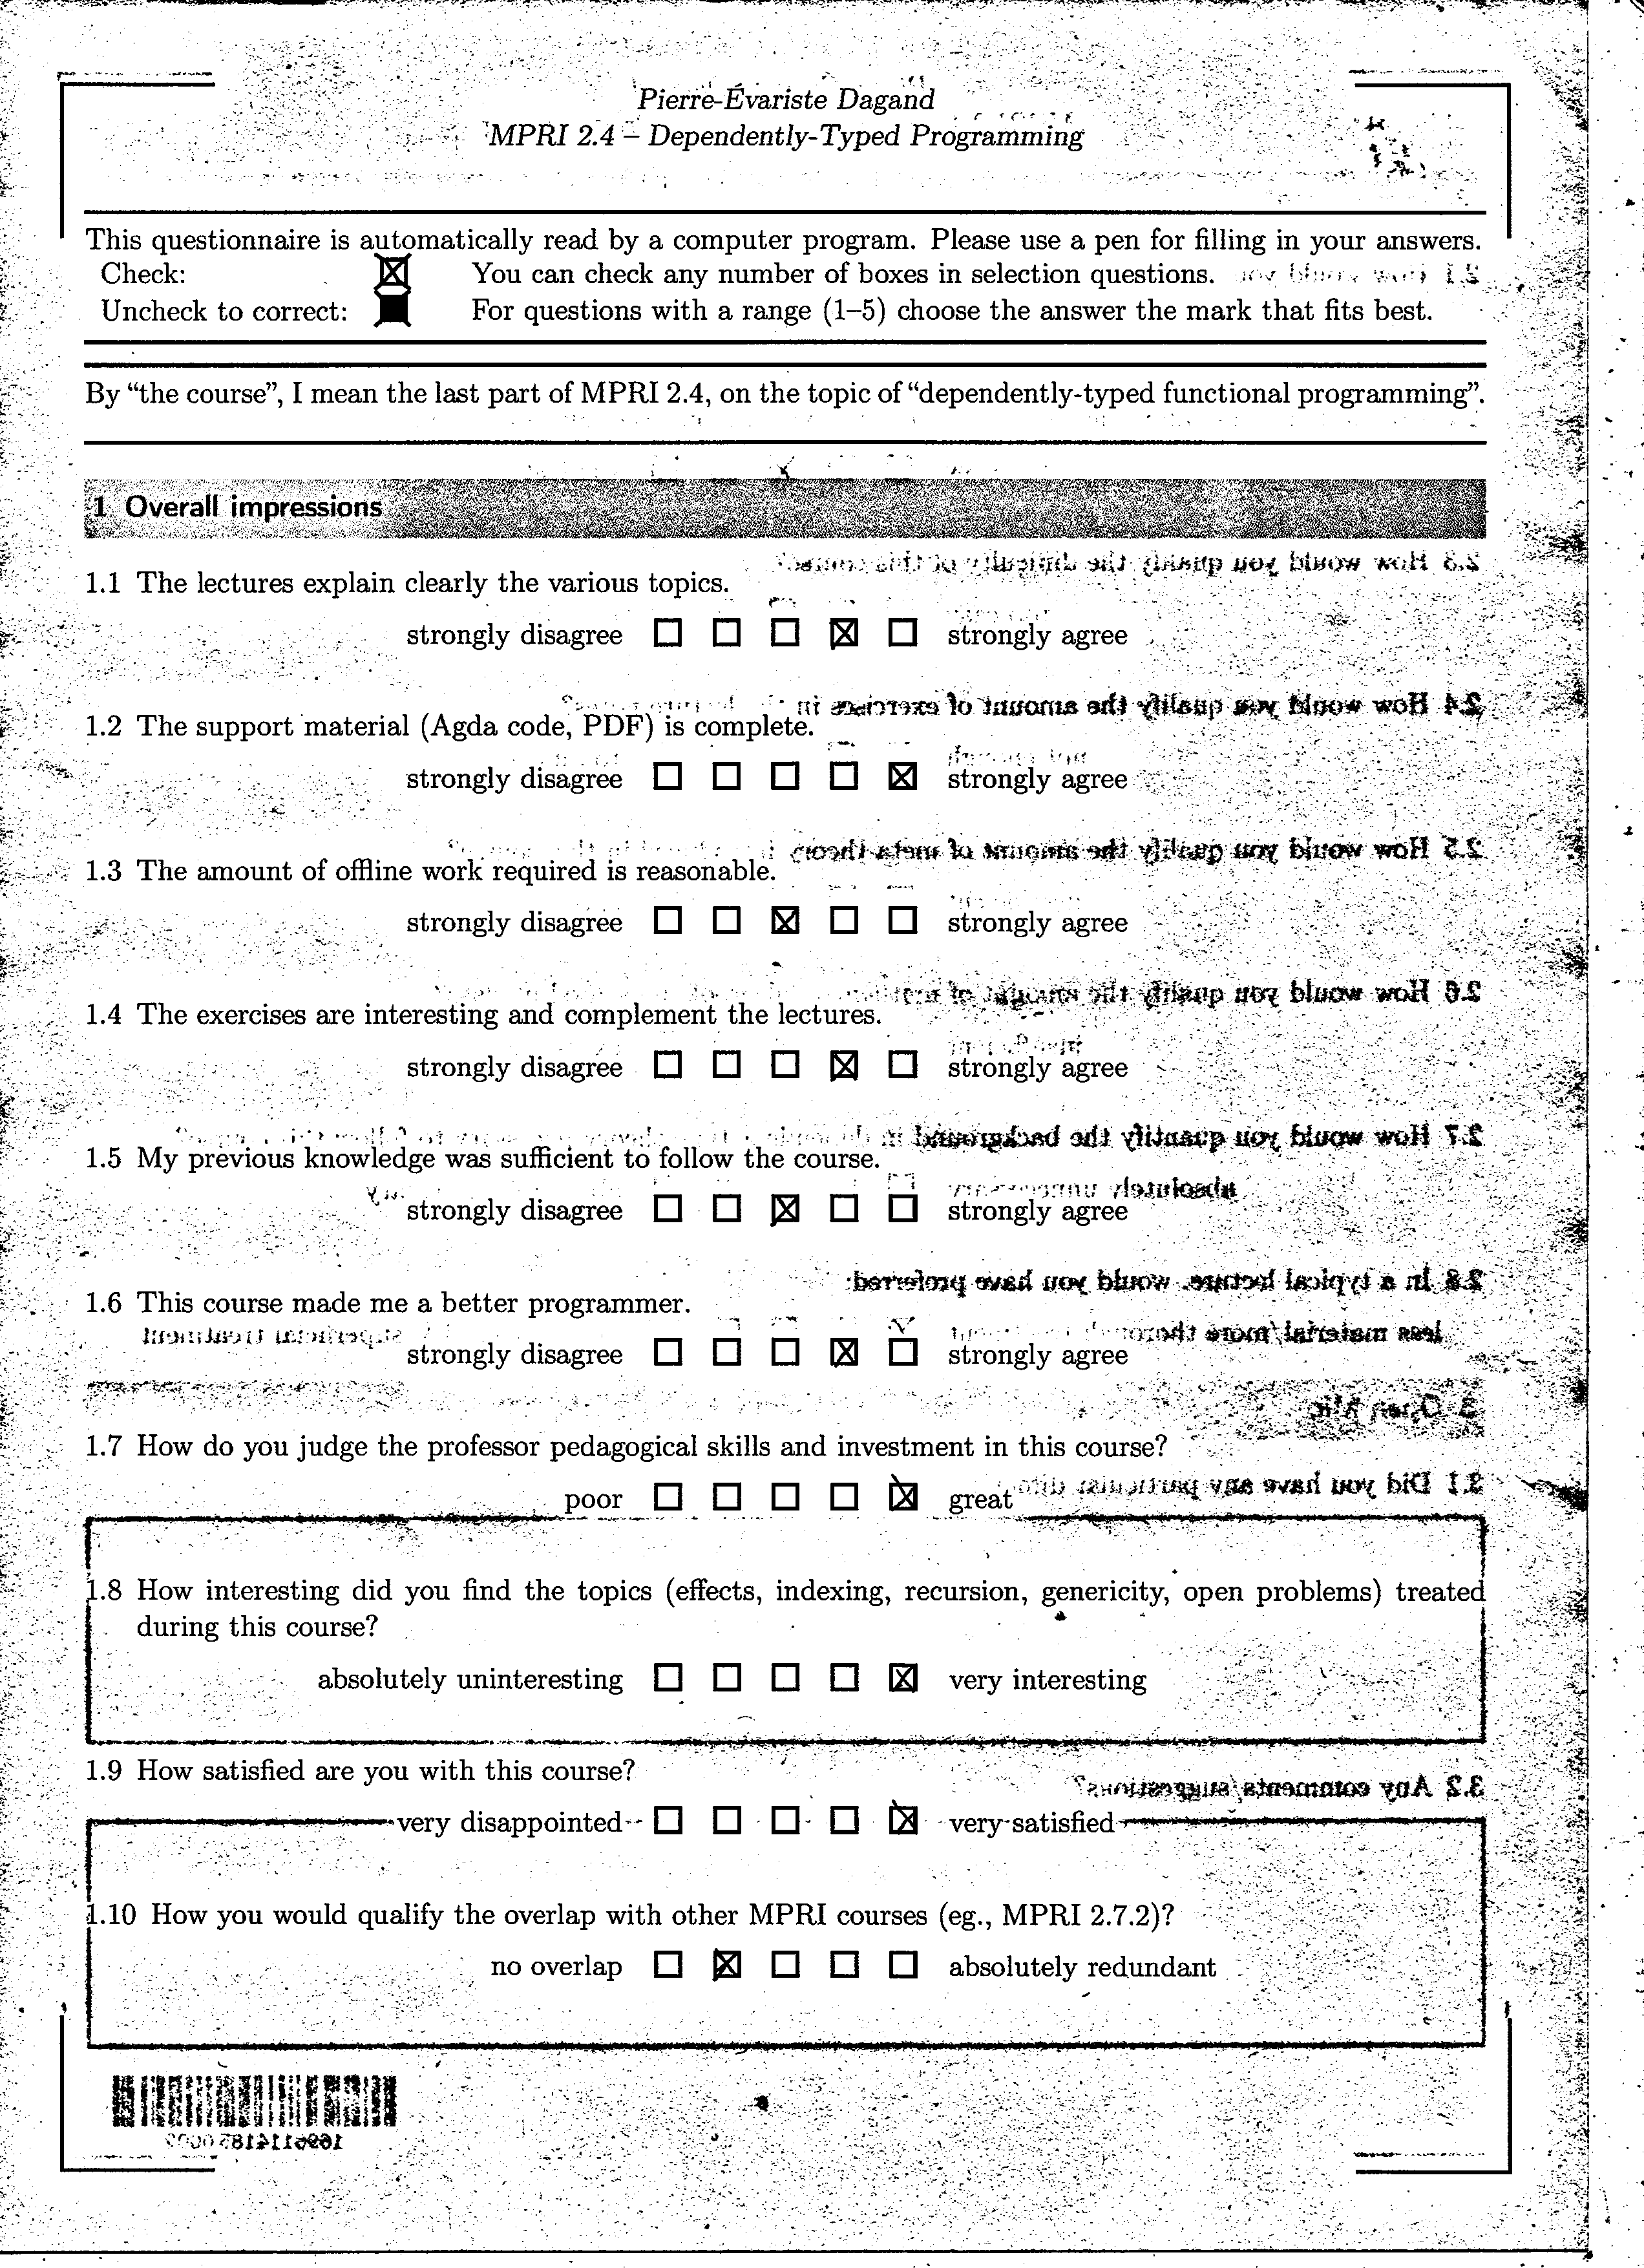 Pierre-Évariste Dagand
MPRI 2.4 – Dependently-Typed Programming
This questionnaire is automatically read by a computer program. Please use a pen for filling in your answers.
Check: ☒ You can check any number of boxes in selection questions.
Uncheck to correct: ■ For questions with a range (1–5) choose the answer the mark that fits best.
By “the course”, I mean the last part of MPRI 2.4, on the topic of “dependently-typed functional programming”.
1 Overall impressions
1.1 The lectures explain clearly the various topics.
strongly disagree ☐ ☐ ☐ ☒ ☐ strongly agree
1.2 The support material (Agda code, PDF) is complete.
strongly disagree ☐ ☐ ☐ ☐ ☒ strongly agree
1.3 The amount of offline work required is reasonable.
strongly disagree ☐ ☐ ☒ ☐ ☐ strongly agree
1.4 The exercises are interesting and complement the lectures.
strongly disagree ☐ ☐ ☐ ☒ ☐ strongly agree
1.5 My previous knowledge was sufficient to follow the course.
strongly disagree ☐ ☐ ☒ ☐ ☐ strongly agree
1.6 This course made me a better programmer.
strongly disagree ☐ ☐ ☐ ☒ ☐ strongly agree
1.7 How do you judge the professor pedagogical skills and investment in this course?
poor ☐ ☐ ☐ ☐ ☒ great
1.8 How interesting did you find the topics (effects, indexing, recursion, genericity, open problems) treated
during this course?
absolutely uninteresting ☐ ☐ ☐ ☐ ☒ very interesting
1.9 How satisfied are you with this course?
very disappointed ☐ ☐ ☐ ☐ ☒ very satisfied
1.10 How you would qualify the overlap with other MPRI courses (eg., MPRI 2.7.2)?
no overlap ☐ ☒ ☐ ☐ ☐ absolutely redundant